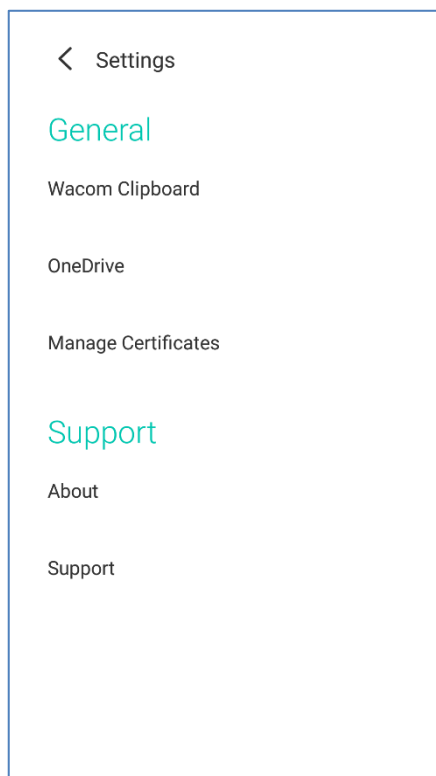 Settings
General
Wacom Clipboard
OneDrive
Manage Certificates
Support
About
Support